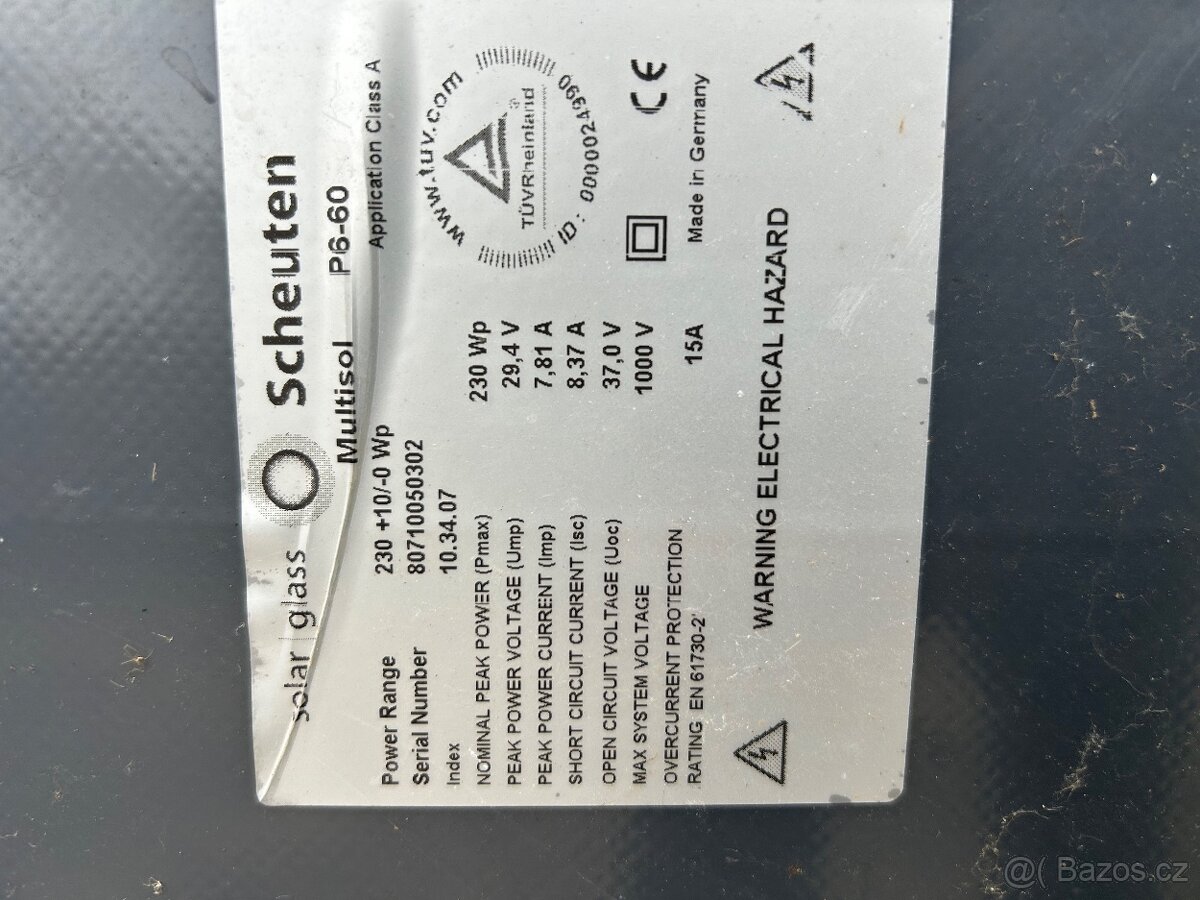 solar glass Scheuten
Multisol P6-60
Application Class A
Power Range 230 +10/-0 Wp
Serial Number 80710050302
Index 10.34.07
NOMINAL PEAK POWER (Pmax) 230 Wp
PEAK POWER VOLTAGE (Ump) 29,4 V
PEAK POWER CURRENT (Imp) 7,81 A
SHORT CIRCUIT CURRENT (Isc) 8,37 A
OPEN CIRCUIT VOLTAGE (Uoc) 37,0 V
MAX SYSTEM VOLTAGE 1000 V
OVERCURRENT PROTECTION
RATING EN 61730-2' 15A
www.tuv.com
TÜVRheinland®
ID: 0000024990
CE
Made in Germany
WARNING ELECTRICAL HAZARD
@( Bazos.cz